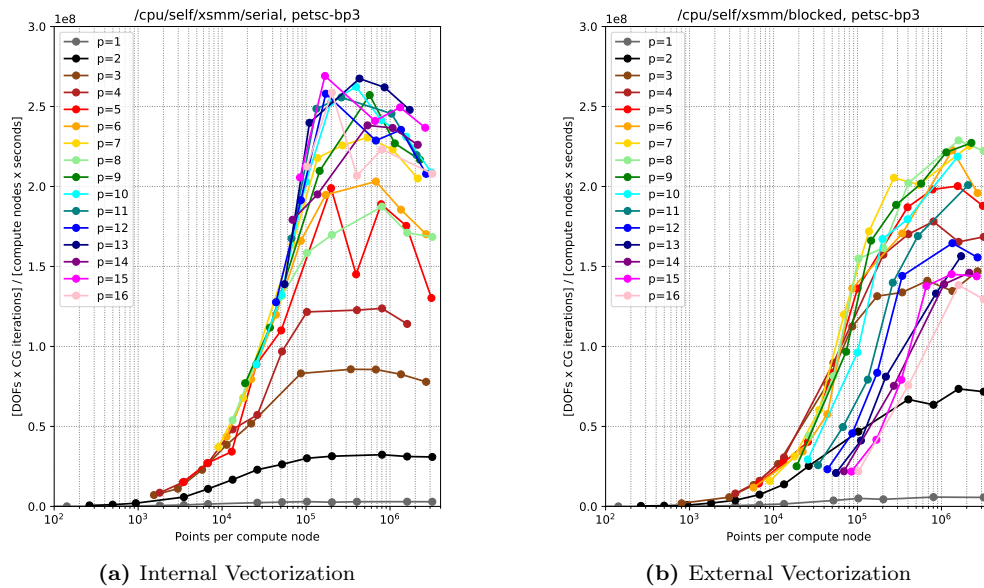 /cpu/self/xsmm/serial, petsc-bp3
1e8
3.0
2.5
2.0
1.5
1.0
0.5
0.0
[DOFs x CG iterations] / [compute nodes x seconds]
p=1
p=2
p=3
p=4
p=5
p=6
p=7
p=8
p=9
p=10
p=11
p=12
p=13
p=14
p=15
p=16
10^2 10^3 10^4 10^5 10^6
Points per compute node
(a) Internal Vectorization
/cpu/self/xsmm/blocked, petsc-bp3
1e8
3.0
2.5
2.0
1.5
1.0
0.5
0.0
[DOFs x CG iterations] / [compute nodes x seconds]
p=1
p=2
p=3
p=4
p=5
p=6
p=7
p=8
p=9
p=10
p=11
p=12
p=13
p=14
p=15
p=16
10^2 10^3 10^4 10^5 10^6
Points per compute node
(b) External Vectorization